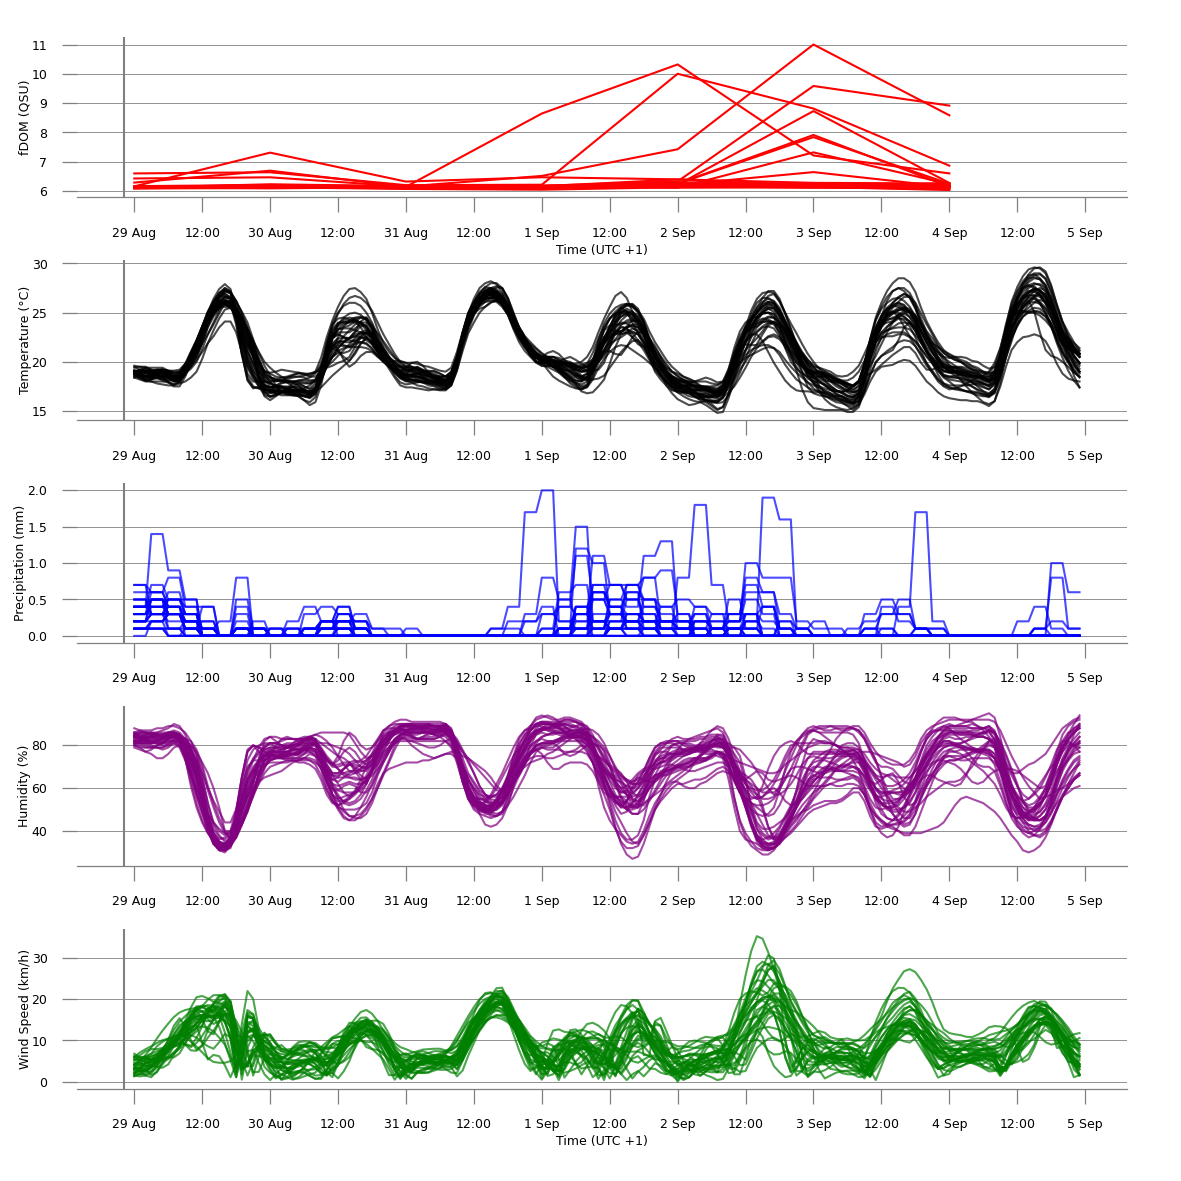 fDOM (QSU)
11
10
9
8
7
6
29 Aug 12:00 30 Aug 12:00 31 Aug 12:00 1 Sep 12:00 2 Sep 12:00 3 Sep 12:00 4 Sep 12:00 5 Sep
Time (UTC +1)
Temperature (°C)
30
25
20
15
29 Aug 12:00 30 Aug 12:00 31 Aug 12:00 1 Sep 12:00 2 Sep 12:00 3 Sep 12:00 4 Sep 12:00 5 Sep
Precipitation (mm)
2.0
1.5
1.0
0.5
0.0
29 Aug 12:00 30 Aug 12:00 31 Aug 12:00 1 Sep 12:00 2 Sep 12:00 3 Sep 12:00 4 Sep 12:00 5 Sep
Humidity (%)
80
60
40
29 Aug 12:00 30 Aug 12:00 31 Aug 12:00 1 Sep 12:00 2 Sep 12:00 3 Sep 12:00 4 Sep 12:00 5 Sep
Wind Speed (km/h)
30
20
10
0
29 Aug 12:00 30 Aug 12:00 31 Aug 12:00 1 Sep 12:00 2 Sep 12:00 3 Sep 12:00 4 Sep 12:00 5 Sep
Time (UTC +1)